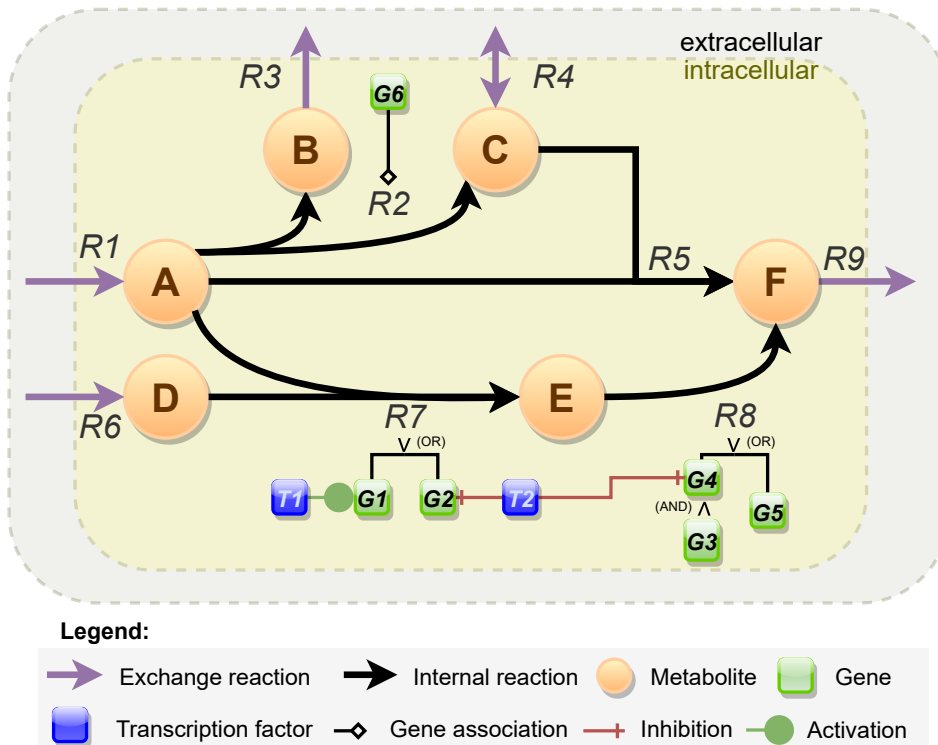 extracellular
intracellular
R3
G6
R4
B
C
R2
R1
A
R5
F
R9
D
R6
E
R7
R8
V (OR)
V (OR)
T1
G1
G2
T2
G4
(AND) Λ
G5
G3
Legend:
Exchange reaction
Internal reaction
Metabolite
Gene
Transcription factor
Gene association
Inhibition
Activation